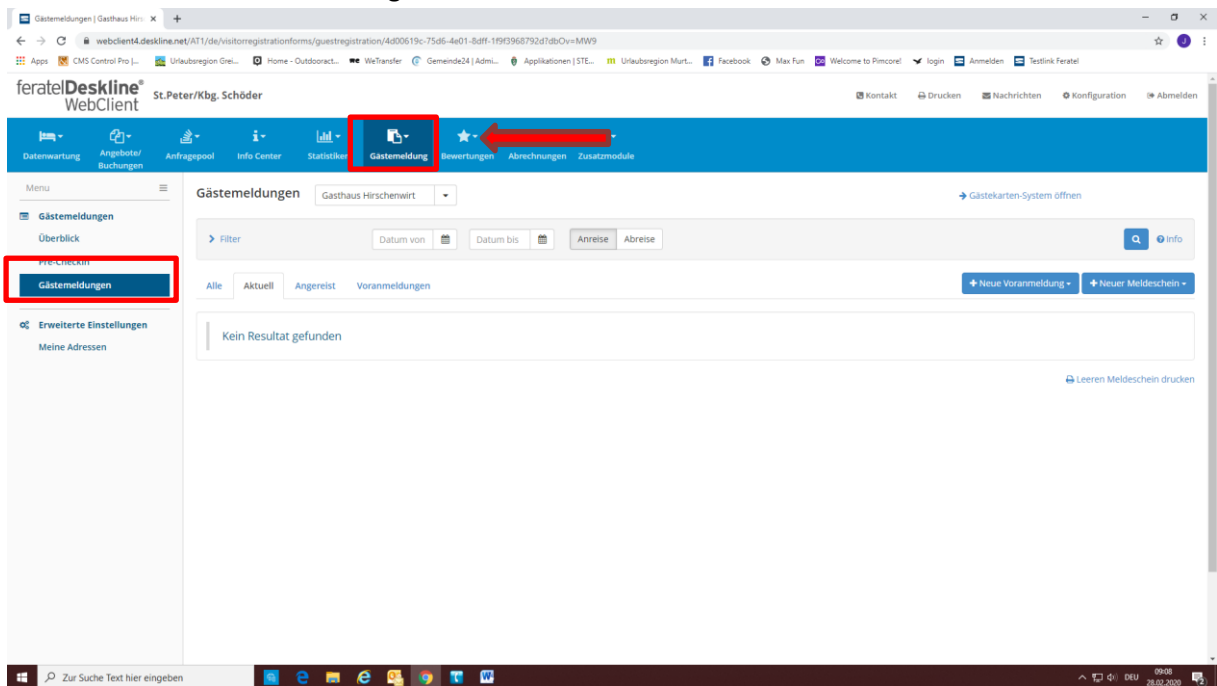 Gästemeldungen | Gasthaus Hirs
webclient4.deskline.net/AT1/de/visitorregistrationforms/guestregistration/4d00619c-75d6-4e01-8dff-1f9f3968792d?dbOv=MW9
Apps CMS Control Pro |... Urlaubsregion Grei... Home - Outdooract... WeTransfer Gemeinde24 | Admi... Applikationen | STE... Urlaubsregion Murt... Facebook Max Fun Welcome to Pimcore! login Anmelden Testlink Feratel
feratelDeskline®
WebClient
St.Peter/Kbg. Schöder
Kontakt Drucken Nachrichten Konfiguration Abmelden
Datenwartung Angebote/Buchungen Anfragepool Info Center Statistiken Gästemeldung Bewertungen Abrechnungen Zusatzmodule
Menu
Gästemeldungen
Überblick
Pre-Checkin
Gästemeldungen
Erweiterte Einstellungen
Meine Adressen
Gästemeldungen Gasthaus Hirschenwirt
Gästekarten-System öffnen
Filter Datum von Datum bis Anreise Abreise Info
Alle Aktuell Angereist Voranmeldungen
+ Neue Voranmeldung + Neuer Meldeschein
Kein Resultat gefunden
Leeren Meldeschein drucken
Zur Suche Text hier eingeben
DEU
09:08
28.02.2020